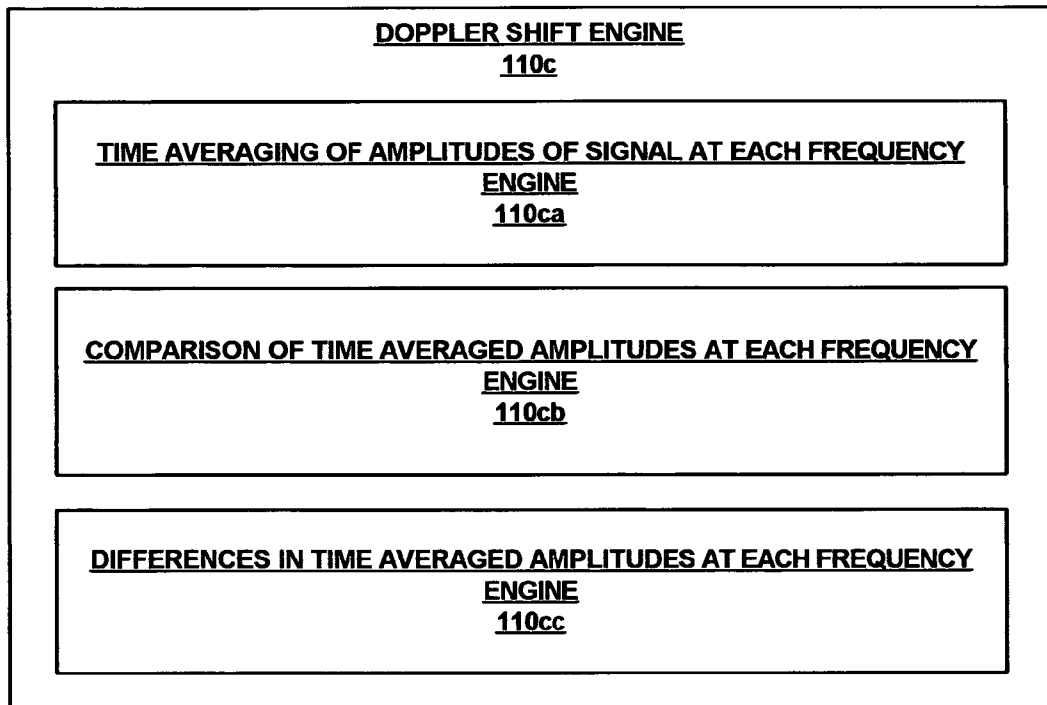 DOPPLER SHIFT ENGINE
110c
TIME AVERAGING OF AMPLITUDES OF SIGNAL AT EACH FREQUENCY
ENGINE
110ca
COMPARISON OF TIME AVERAGED AMPLITUDES AT EACH FREQUENCY
ENGINE
110cb
DIFFERENCES IN TIME AVERAGED AMPLITUDES AT EACH FREQUENCY
ENGINE
110cc